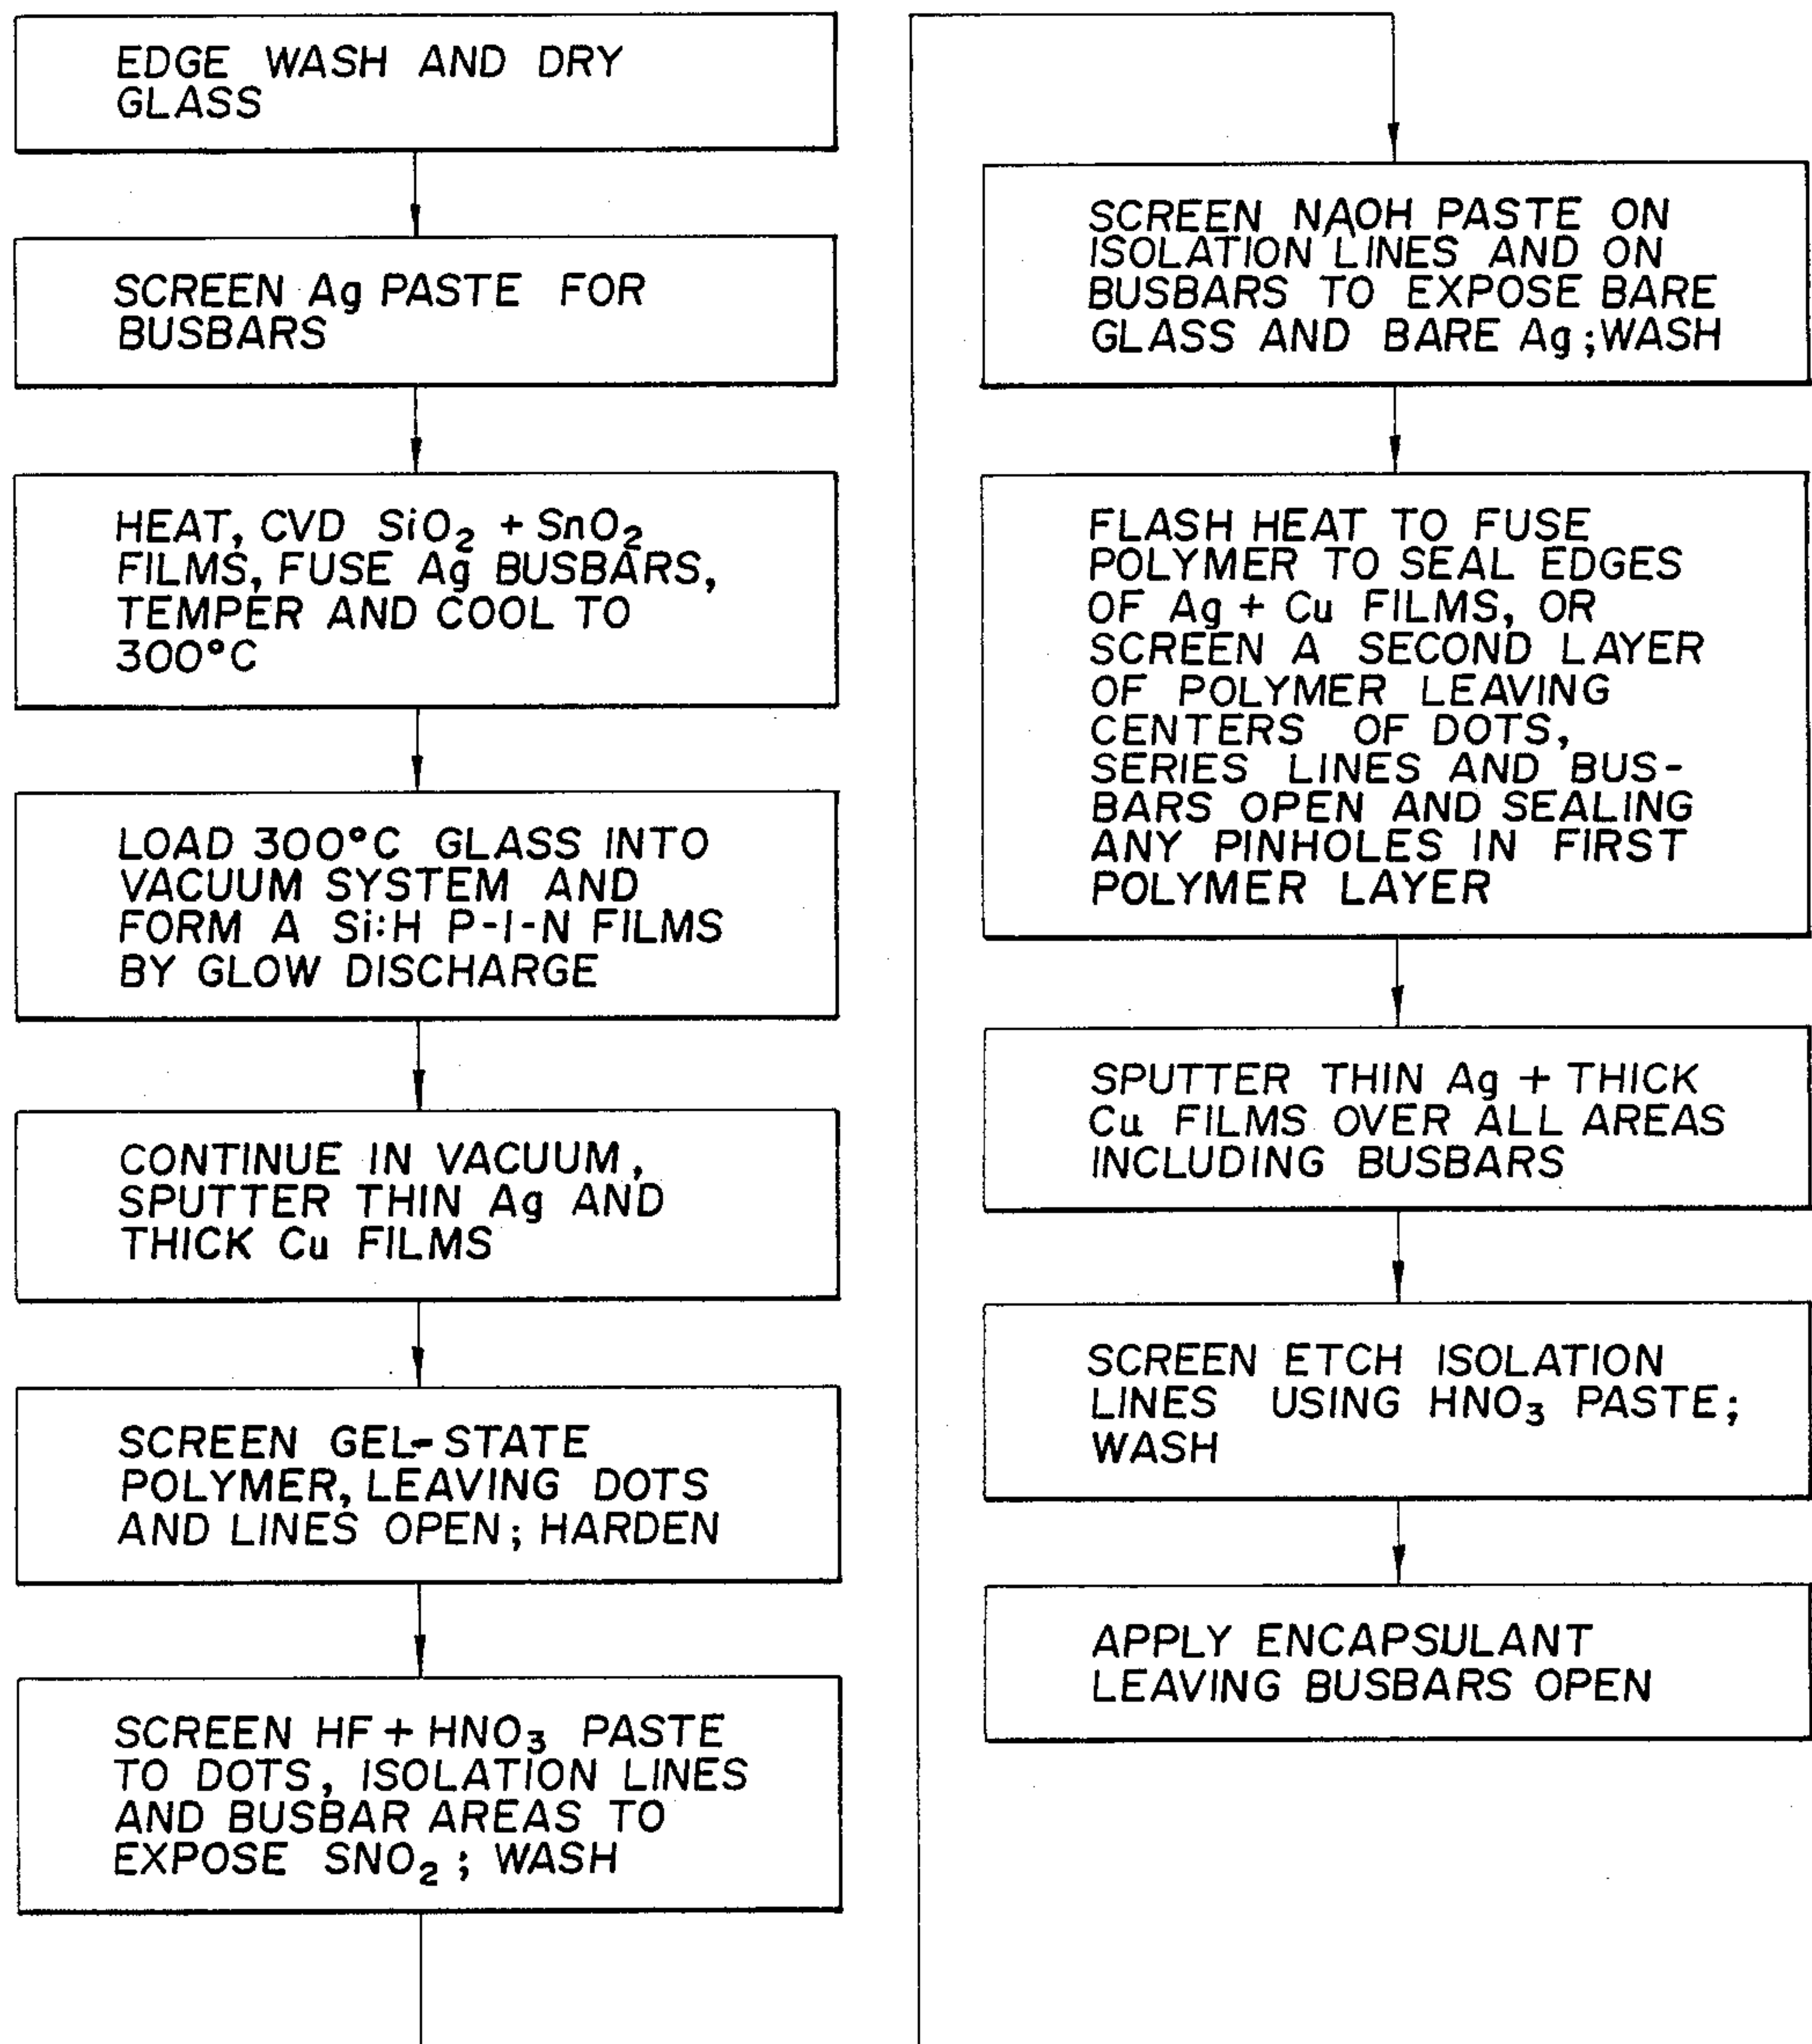 EDGE WASH AND DRY
GLASS
SCREEN Ag PASTE FOR
BUSBARS
HEAT, CVD SiO₂ + SnO₂
FILMS, FUSE Ag BUSBARS,
TEMPER AND COOL TO
300°C
LOAD 300°C GLASS INTO
VACUUM SYSTEM AND
FORM A Si:H P-I-N FILMS
BY GLOW DISCHARGE
CONTINUE IN VACUUM,
SPUTTER THIN Ag AND
THICK Cu FILMS
SCREEN GEL-STATE
POLYMER, LEAVING DOTS
AND LINES OPEN; HARDEN
SCREEN HF + HNO₃ PASTE
TO DOTS, ISOLATION LINES
AND BUSBAR AREAS TO
EXPOSE SNO₂; WASH
SCREEN NAOH PASTE ON
ISOLATION LINES AND ON
BUSBARS TO EXPOSE BARE
GLASS AND BARE Ag; WASH
FLASH HEAT TO FUSE
POLYMER TO SEAL EDGES
OF Ag + Cu FILMS, OR
SCREEN A SECOND LAYER
OF POLYMER LEAVING
CENTERS OF DOTS,
SERIES LINES AND BUS-
BARS OPEN AND SEALING
ANY PINHOLES IN FIRST
POLYMER LAYER
SPUTTER THIN Ag + THICK
Cu FILMS OVER ALL AREAS
INCLUDING BUSBARS
SCREEN ETCH ISOLATION
LINES USING HNO₃ PASTE;
WASH
APPLY ENCAPSULANT
LEAVING BUSBARS OPEN